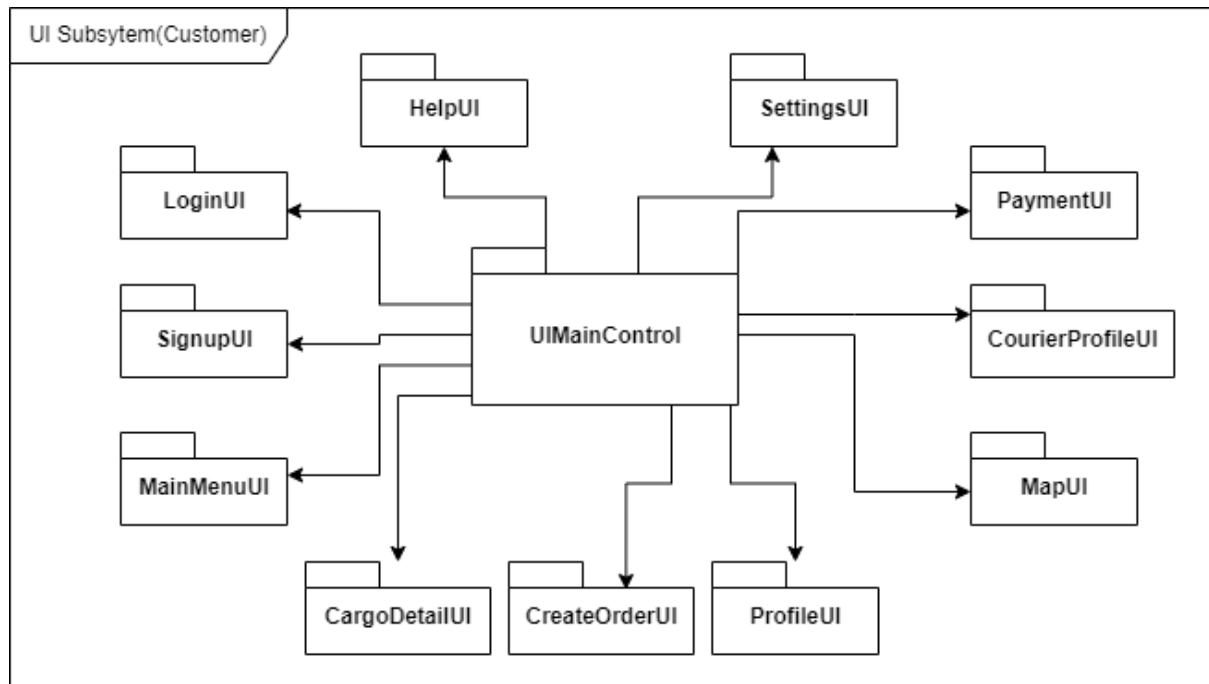 UI Subsytem(Customer)
HelpUI
SettingsUI
LoginUI
PaymentUI
SignupUI
UIMainControl
CourierProfileUI
MainMenuUI
MapUI
CargoDetailUI
CreateOrderUI
ProfileUI